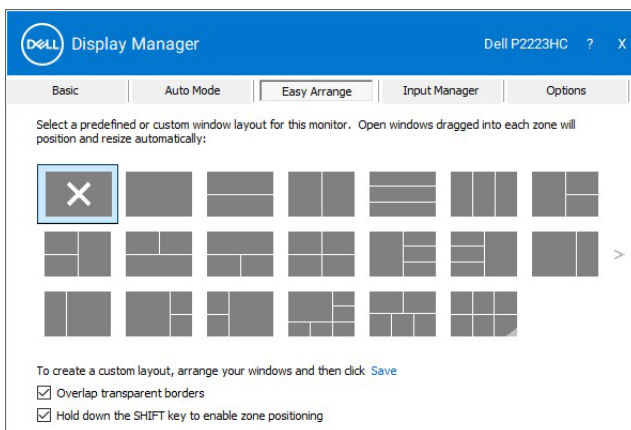 DELL Display Manager Dell P2223HC ? X
Basic Auto Mode Easy Arrange Input Manager Options
Select a predefined or custom window layout for this monitor. Open windows dragged into each zone will
position and resize automatically:
>
To create a custom layout, arrange your windows and then click Save
Overlap transparent borders
Hold down the SHIFT key to enable zone positioning